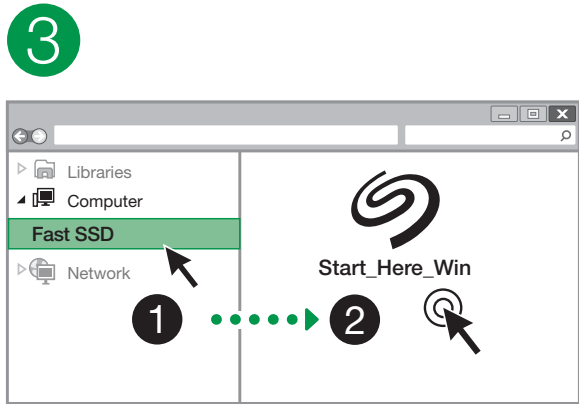 3
Libraries
Computer
Fast SSD
Network
Start_Here_Win
1
2